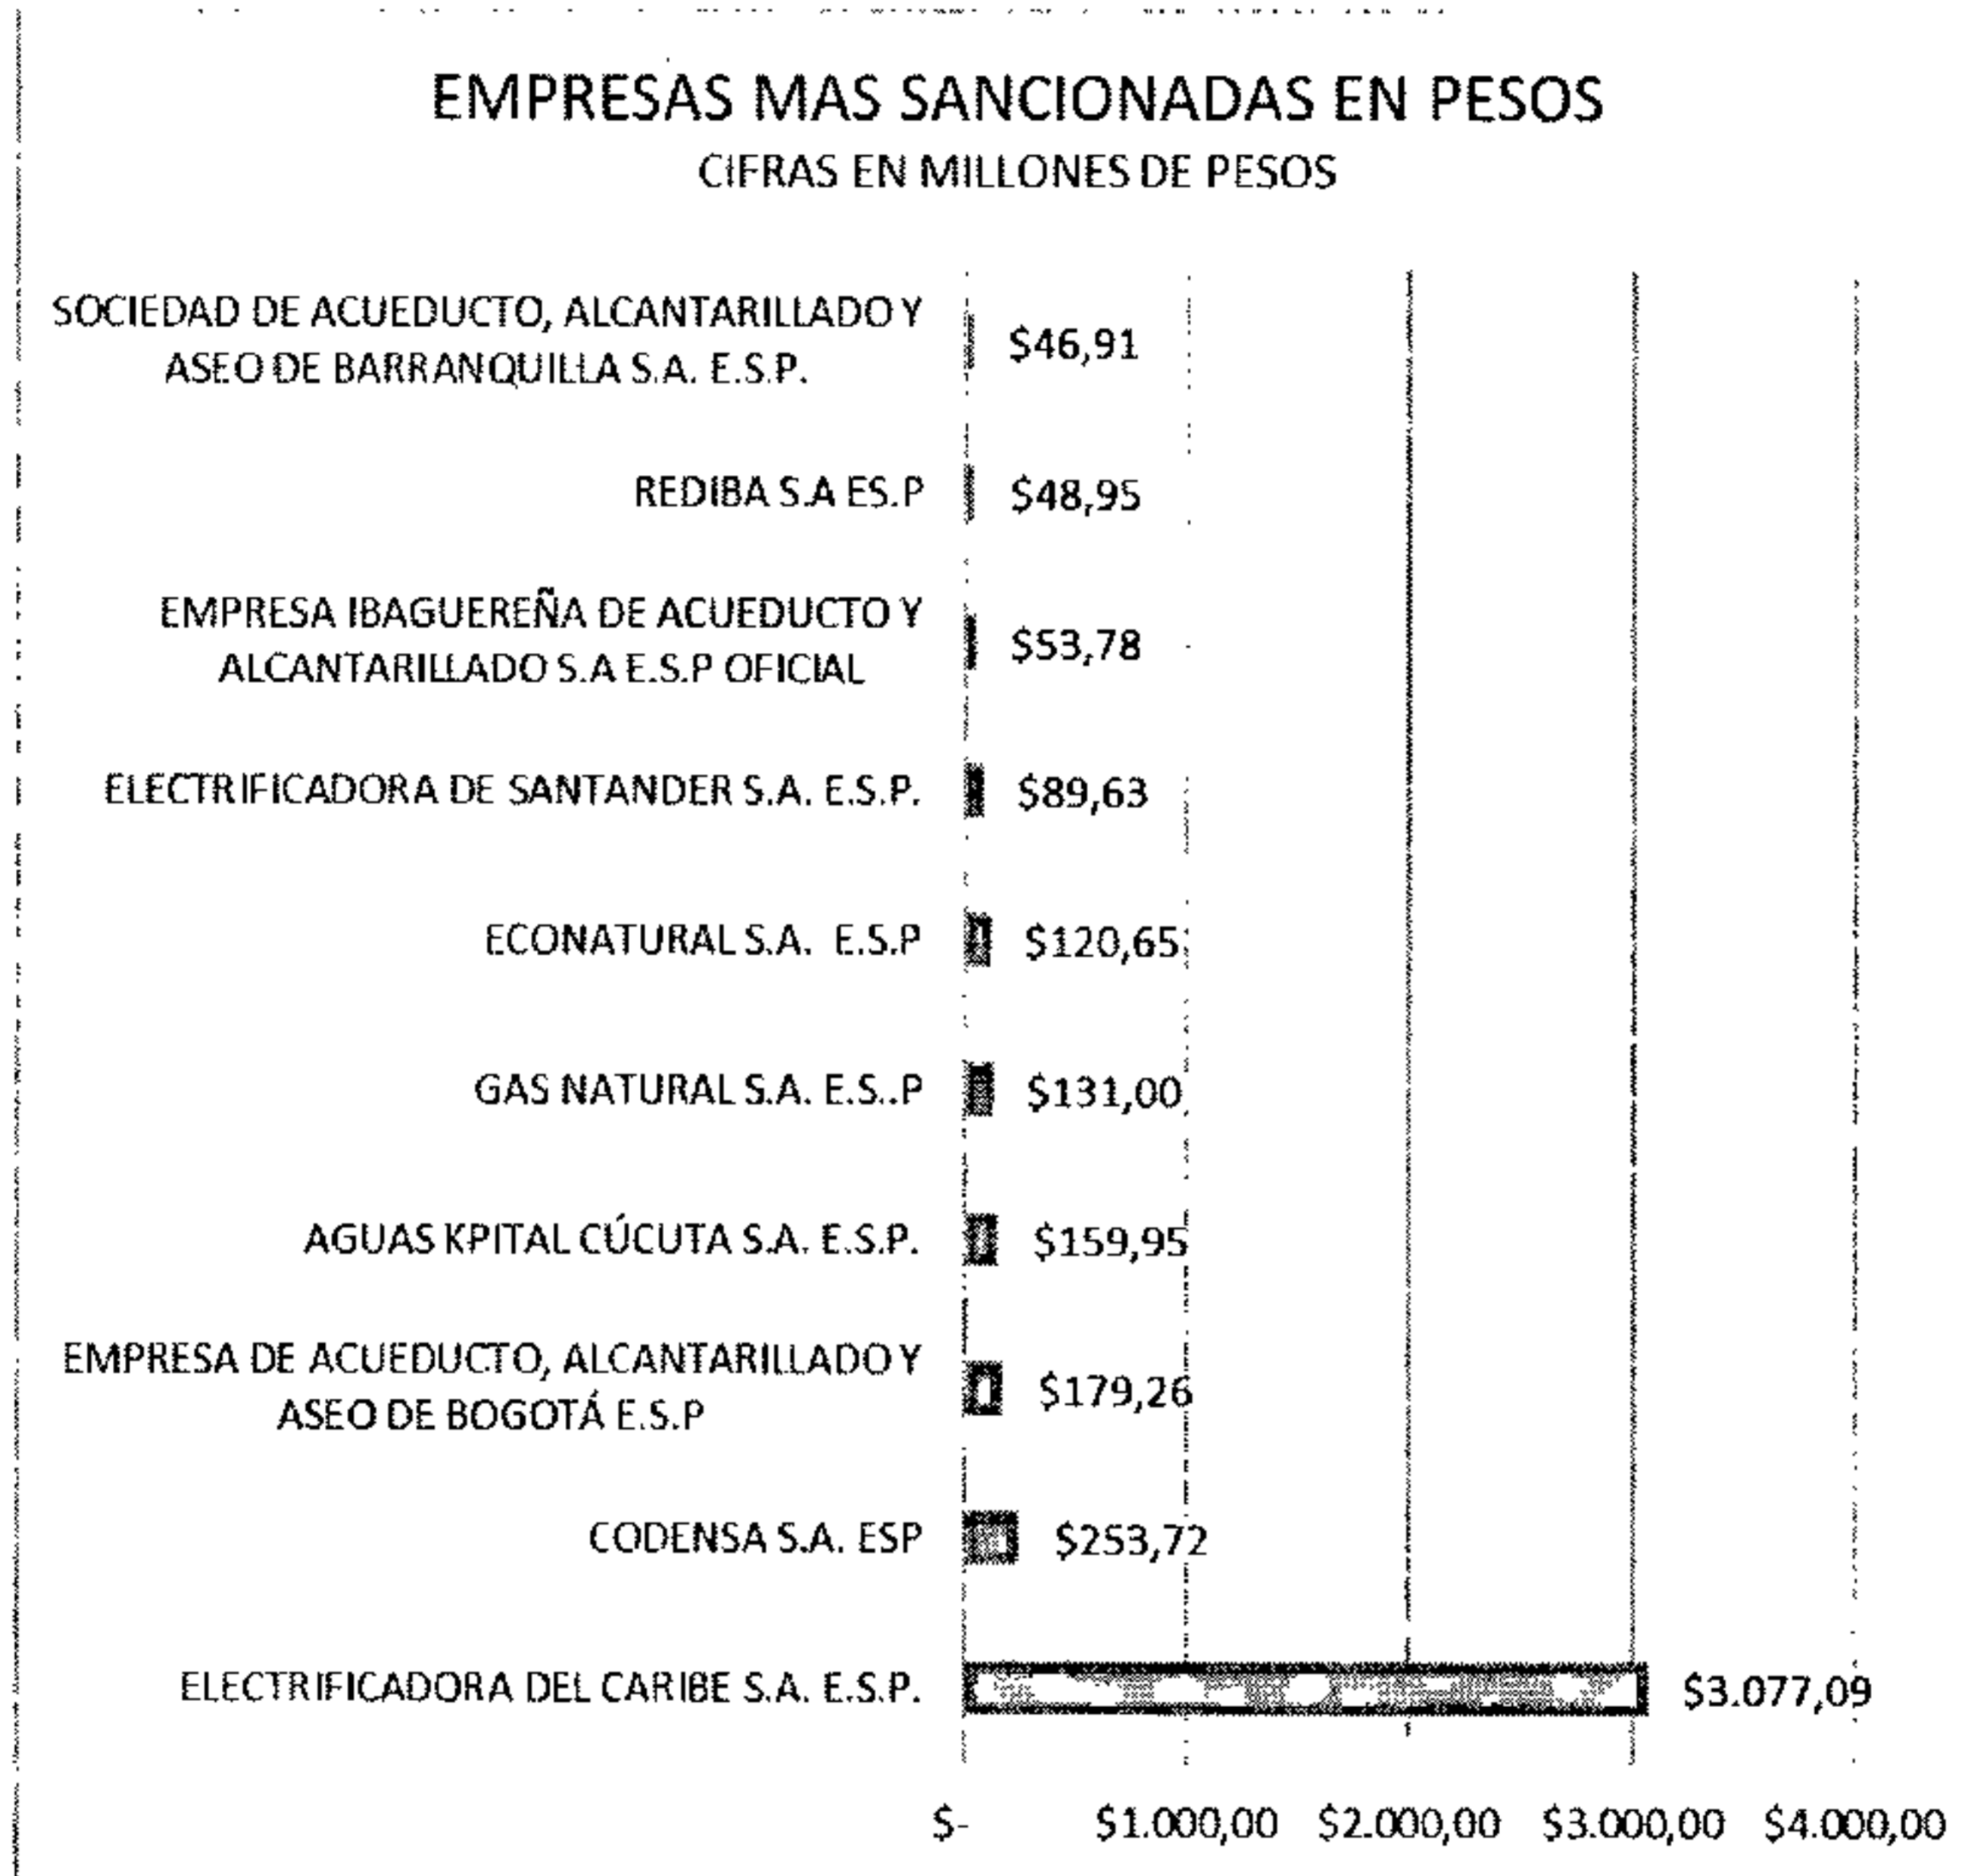 EMPRESAS MAS SANCIONADAS EN PESOS
CIFRAS EN MILLONES DE PESOS
SOCIEDAD DE ACUEDUCTO, ALCANTARILLADO Y
ASEO DE BARRANQUILLA S.A. E.S.P.
$46,91
REDIBA S.A ES.P
$48,95
EMPRESA IBAGUEREÑA DE ACUEDUCTO Y
ALCANTARILLADO S.A E.S.P OFICIAL
$53,78
ELECTRIFICADORA DE SANTANDER S.A. E.S.P.
$89,63
ECONATURAL S.A. E.S.P
$120,65
GAS NATURAL S.A. E.S..P
$131,00
AGUAS KPITAL CÚCUTA S.A. E.S.P.
$159,95
EMPRESA DE ACUEDUCTO, ALCANTARILLADO Y
ASEO DE BOGOTÁ E.S.P
$179,26
CODENSA S.A. ESP
$253,72
ELECTRIFICADORA DEL CARIBE S.A. E.S.P.
$3.077,09
$- $1.000,00 $2.000,00 $3.000,00 $4.000,00